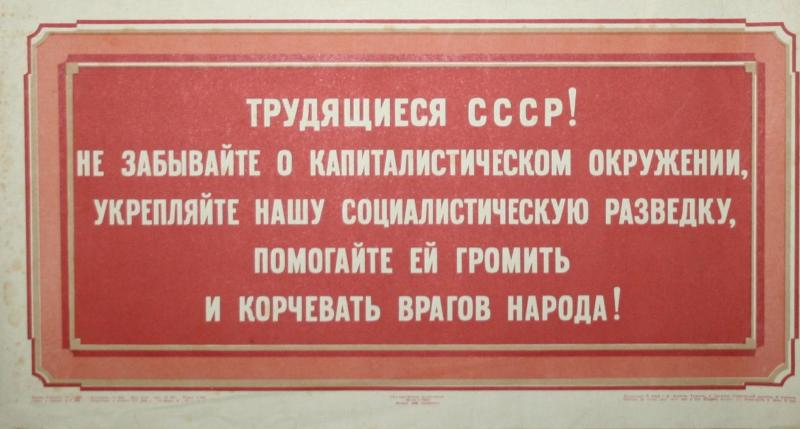 ТРУДЯЩИЕСЯ СССР!
НЕ ЗАБЫВАЙТЕ О КАПИТАЛИСТИЧЕСКОМ ОКРУЖЕНИИ,
УКРЕПЛЯЙТЕ НАШУ СОЦИАЛИСТИЧЕСКУЮ РАЗВЕДКУ,
ПОМОГАЙТЕ ЕЙ ГРОМИТЬ
И КОРЧЕВАТЬ ВРАГОВ НАРОДА!